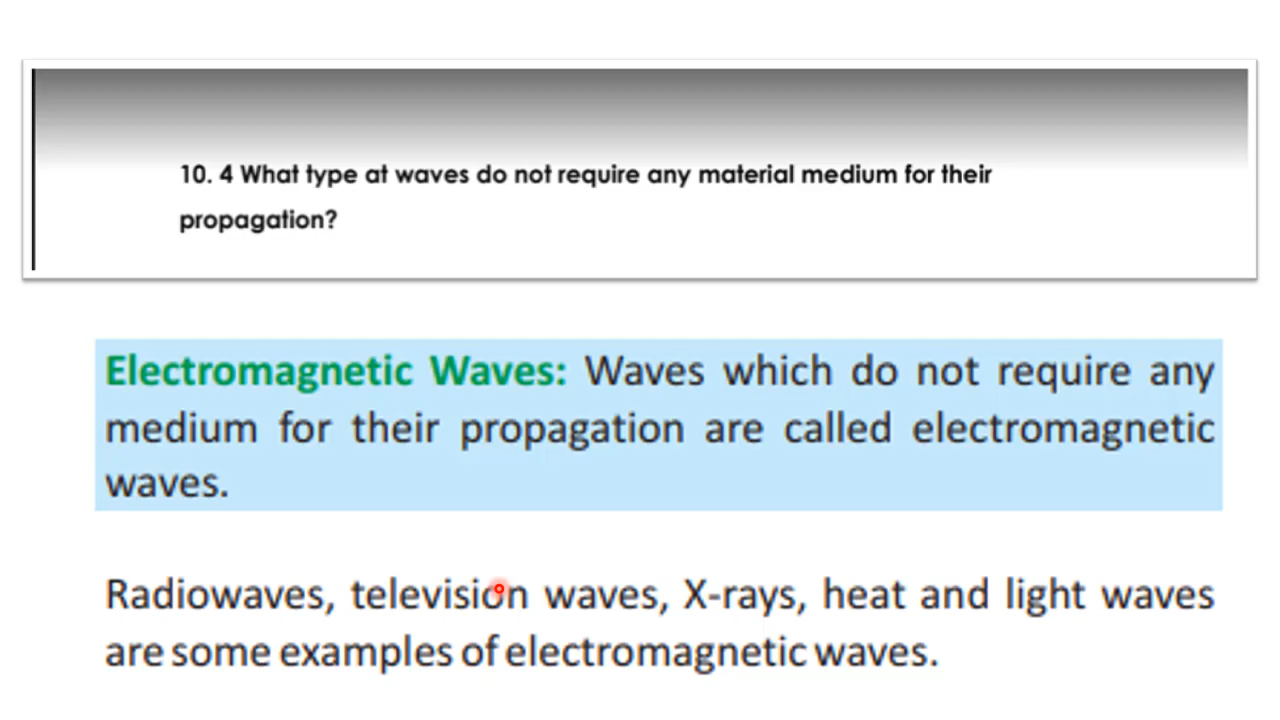 10. 4 What type at waves do not require any material medium for their
propagation?
Electromagnetic Waves: Waves which do not require any
medium for their propagation are called electromagnetic
waves.
Radiowaves, television waves, X-rays, heat and light waves
are some examples of electromagnetic waves.